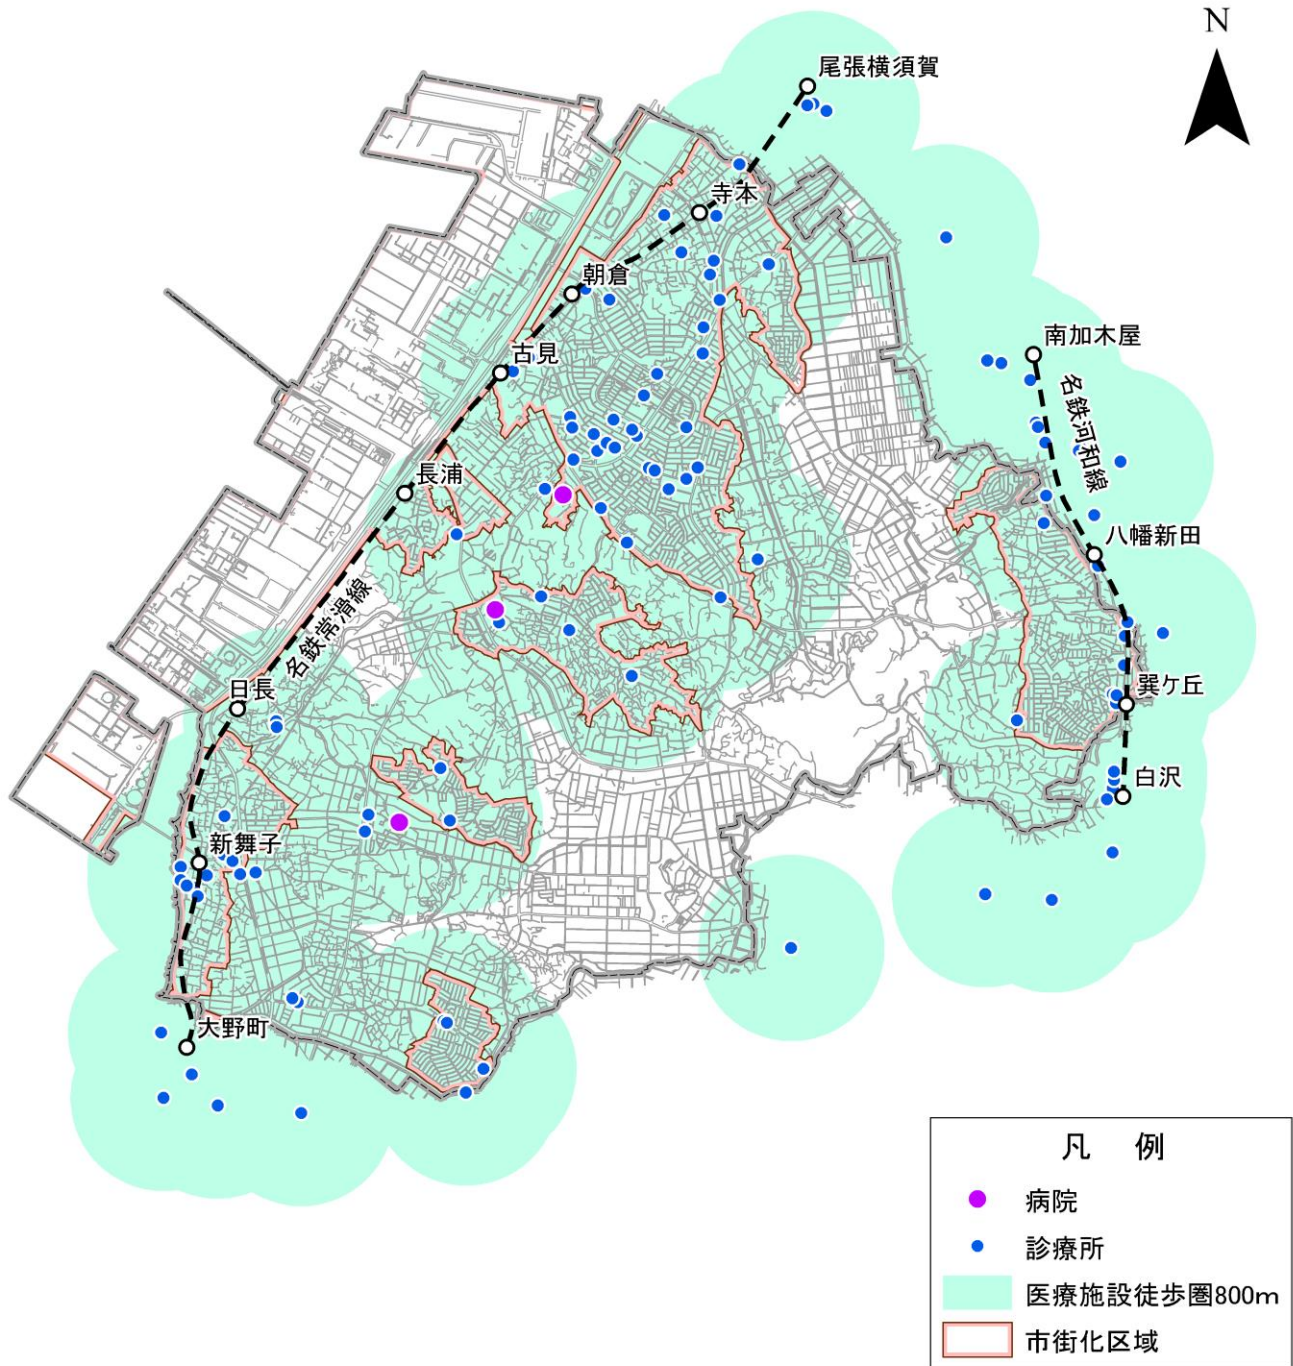 N
尾張横須賀
寺本
朝倉
南加木屋
古見
名鉄河和線
長浦
八幡新田
名鉄常滑線
日長
巽ケ丘
白沢
新舞子
大野町
凡 例
病院
診療所
医療施設徒歩圏800m
市街化区域